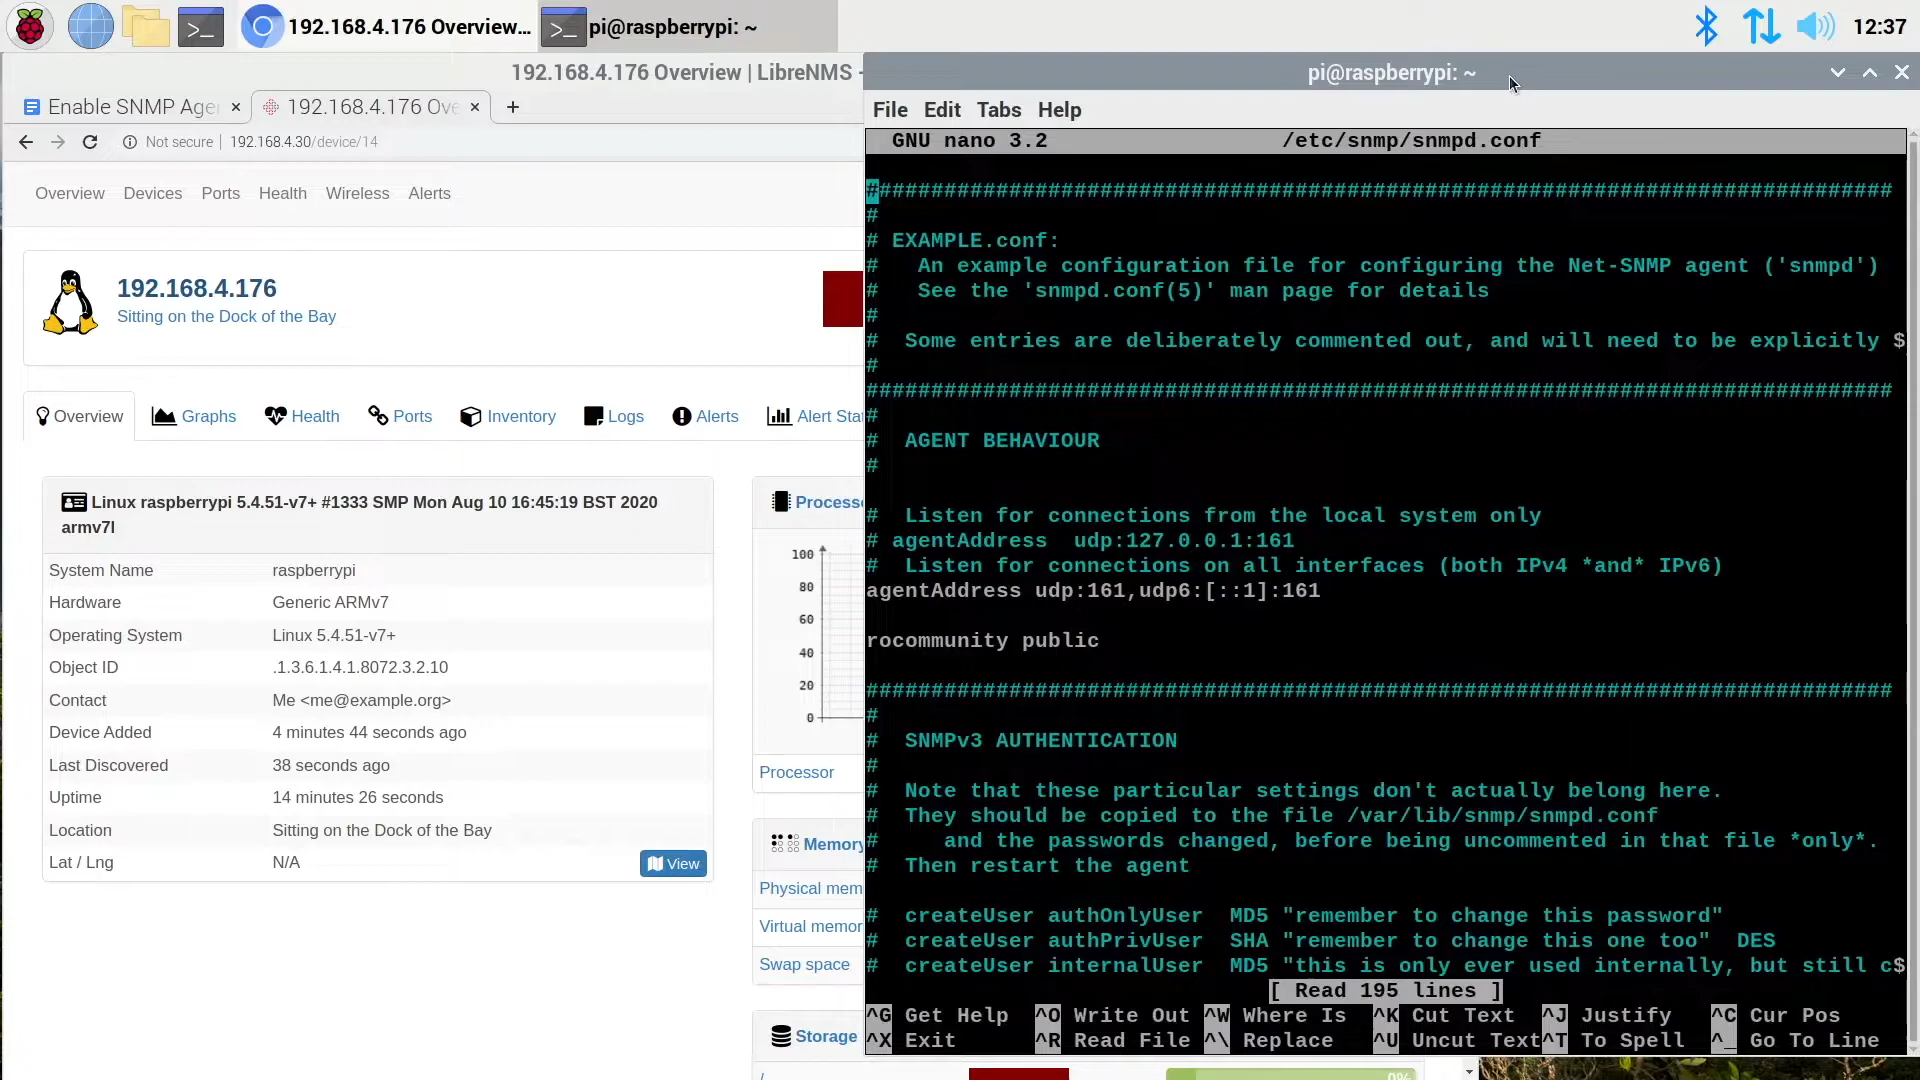 192.168.4.176 Overview...
pi@raspberrypi: ~
12:37
192.168.4.176 Overview | LibreNMS -
Enable SNMP Age
192.168.4.176 Ove
Not secure
192.168.4.30/device/14
Overview Devices Ports Health Wireless Alerts
192.168.4.176
Sitting on the Dock of the Bay
Overview Graphs Health Ports Inventory Logs Alerts Alert Sta
Linux raspberrypi 5.4.51-v7+ #1333 SMP Mon Aug 10 16:45:19 BST 2020
armv7l
System Name raspberrypi
Hardware Generic ARMv7
Operating System Linux 5.4.51-v7+
Object ID .1.3.6.1.4.1.8072.3.2.10
Contact Me <me@example.org>
Device Added 4 minutes 44 seconds ago
Last Discovered 38 seconds ago
Uptime 14 minutes 26 seconds
Location Sitting on the Dock of the Bay
Lat / Lng N/A View
Process
100
80
60
40
20
0
Processor
Memory
Physical mem
Virtual memor
Swap space
Storage
/
0%
pi@raspberrypi: ~
File Edit Tabs Help
GNU nano 3.2 /etc/snmp/snmpd.conf
###############################################################################
#
# EXAMPLE.conf:
#   An example configuration file for configuring the Net-SNMP agent ('snmpd')
#   See the 'snmpd.conf(5)' man page for details
#
#  Some entries are deliberately commented out, and will need to be explicitly $
#
###############################################################################
#
#  AGENT BEHAVIOUR
#
#  Listen for connections from the local system only
# agentAddress  udp:127.0.0.1:161
#  Listen for connections on all interfaces (both IPv4 *and* IPv6)
agentAddress udp:161,udp6:[::1]:161
rocommunity public
###############################################################################
#
#  SNMPv3 AUTHENTICATION
#
#  Note that these particular settings don't actually belong here.
#  They should be copied to the file /var/lib/snmp/snmpd.conf
#     and the passwords changed, before being uncommented in that file *only*.
#  Then restart the agent
#  createUser authOnlyUser  MD5 "remember to change this password"
#  createUser authPrivUser  SHA "remember to change this one too"  DES
#  createUser internalUser  MD5 "this is only ever used internally, but still c$
[ Read 195 lines ]
^G Get Help ^O Write Out ^W Where Is ^K Cut Text ^J Justify ^C Cur Pos
^X Exit ^R Read File ^\ Replace ^U Uncut Text ^T To Spell ^_ Go To Line